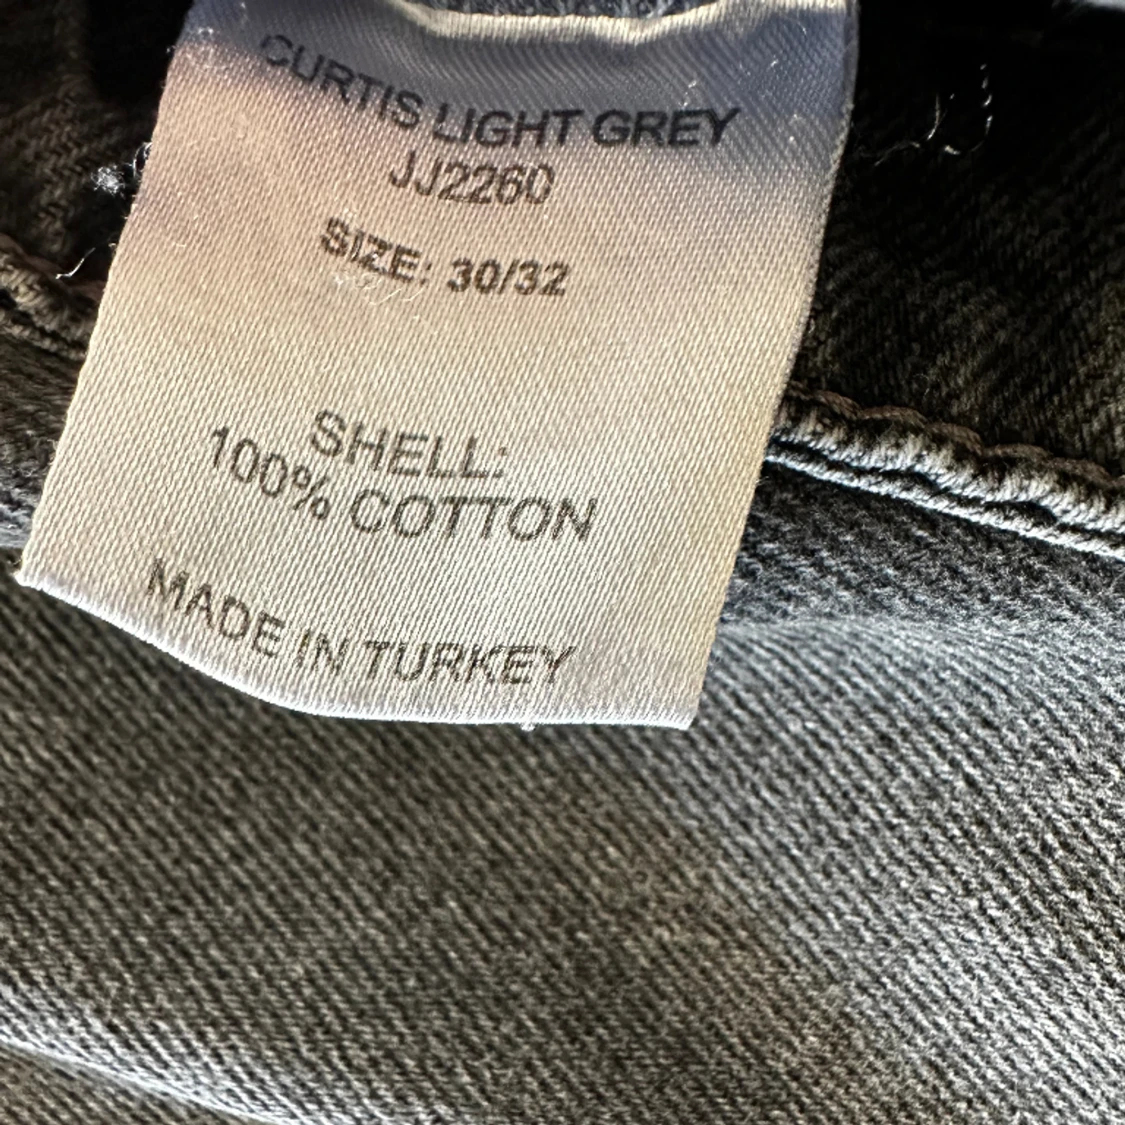 CURTIS LIGHT GREY
JJ2260
SIZE: 30/32
SHELL:
100% COTTON
MADE IN TURKEY